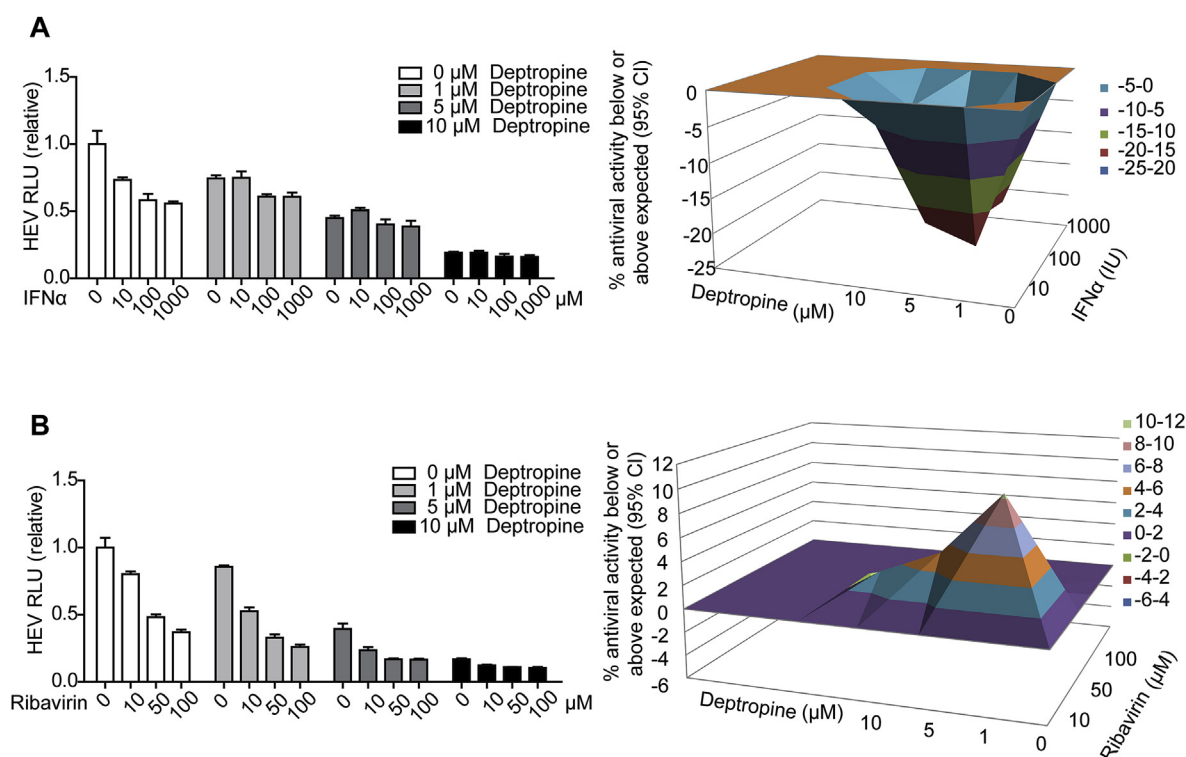 A
HEV RLU (relative)
1.5
1.0
0.5
0.0
0 µM Deptropine
1 µM Deptropine
5 µM Deptropine
10 µM Deptropine
IFNα
0 10 100 1000 0 10 100 1000 0 10 100 1000 0 10 100 1000 µM
% antiviral activity below or
above expected (95% CI)
0
-5
-10
-15
-20
-25
Deptropine (µM)
10 5 1 0
IFNα (IU)
10 100 1000
-5-0
-10-5
-15-10
-20-15
-25-20
B
HEV RLU (relative)
1.5
1.0
0.5
0.0
0 µM Deptropine
1 µM Deptropine
5 µM Deptropine
10 µM Deptropine
Ribavirin
0 10 50 100 0 10 50 100 0 10 50 100 0 10 50 100 µM
% antiviral activity below or
above expected (95% CI)
12
10
8
6
4
2
0
-2
-4
-6
Deptropine (µM)
10 5 1 0
Ribavirin (µM)
10 50 100
10-12
8-10
6-8
4-6
2-4
0-2
-2-0
-4-2
-6-4